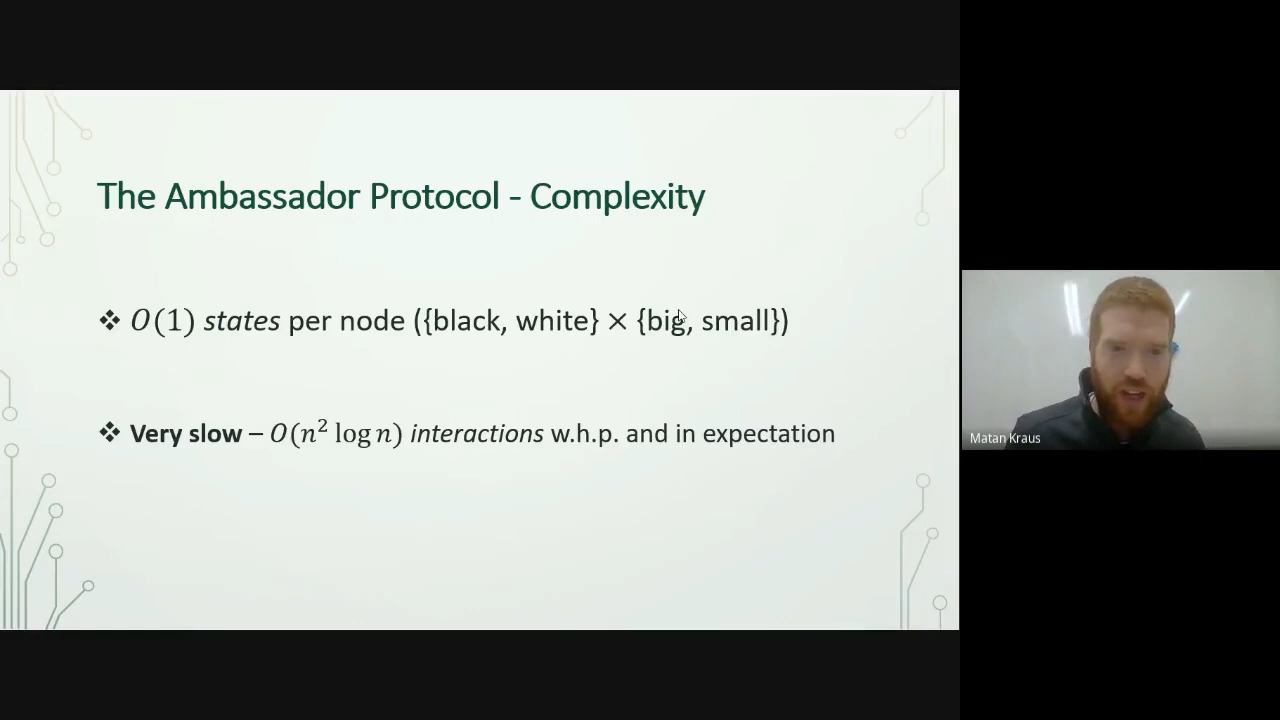 The Ambassador Protocol - Complexity
❖ O(1) states per node ({black, white} × {big, small})
❖ Very slow – O(n² log n) interactions w.h.p. and in expectation
Matan Kraus